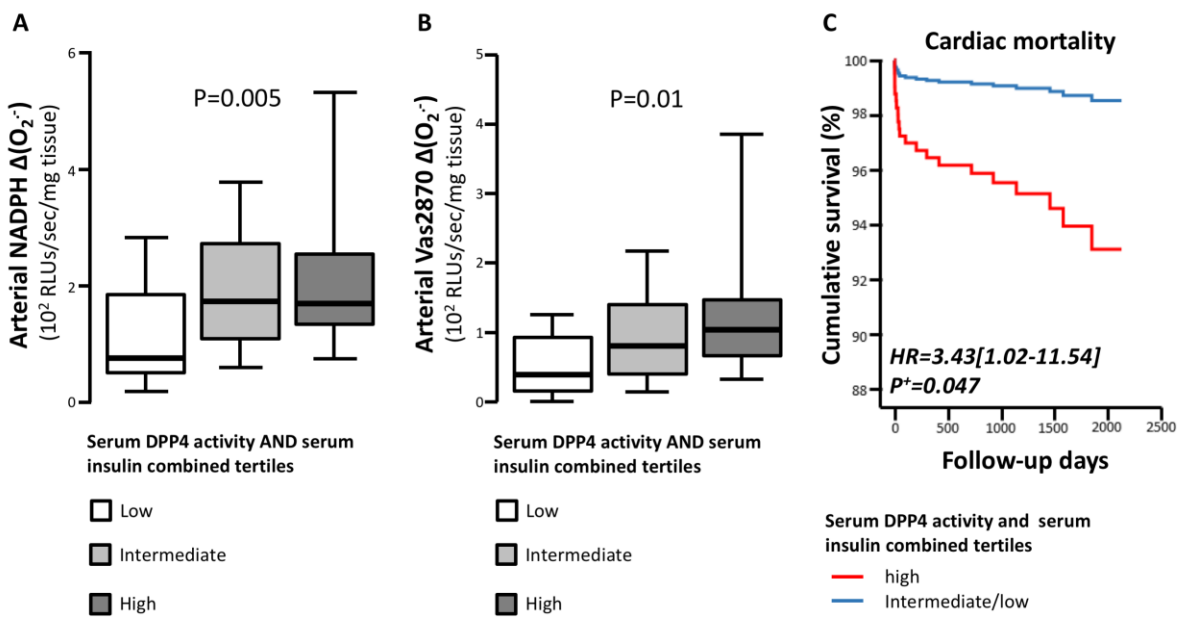 A
Arterial NADPH Δ(O₂·⁻)
(10² RLUs/sec/mg tissue)
6
4
2
0
P=0.005
Serum DPP4 activity AND serum
insulin combined tertiles
Low
Intermediate
High
B
Arterial Vas2870 Δ(O₂·⁻)
(10² RLUs/sec/mg tissue)
5
4
3
2
1
0
P=0.01
Serum DPP4 activity AND serum
insulin combined tertiles
Low
Intermediate
High
C
Cardiac mortality
Cumulative survival (%)
100
98
96
94
92
90
88
HR=3.43[1.02-11.54]
P⁺=0.047
0 500 1000 1500 2000 2500
Follow-up days
Serum DPP4 activity and serum
insulin combined tertiles
high
Intermediate/low